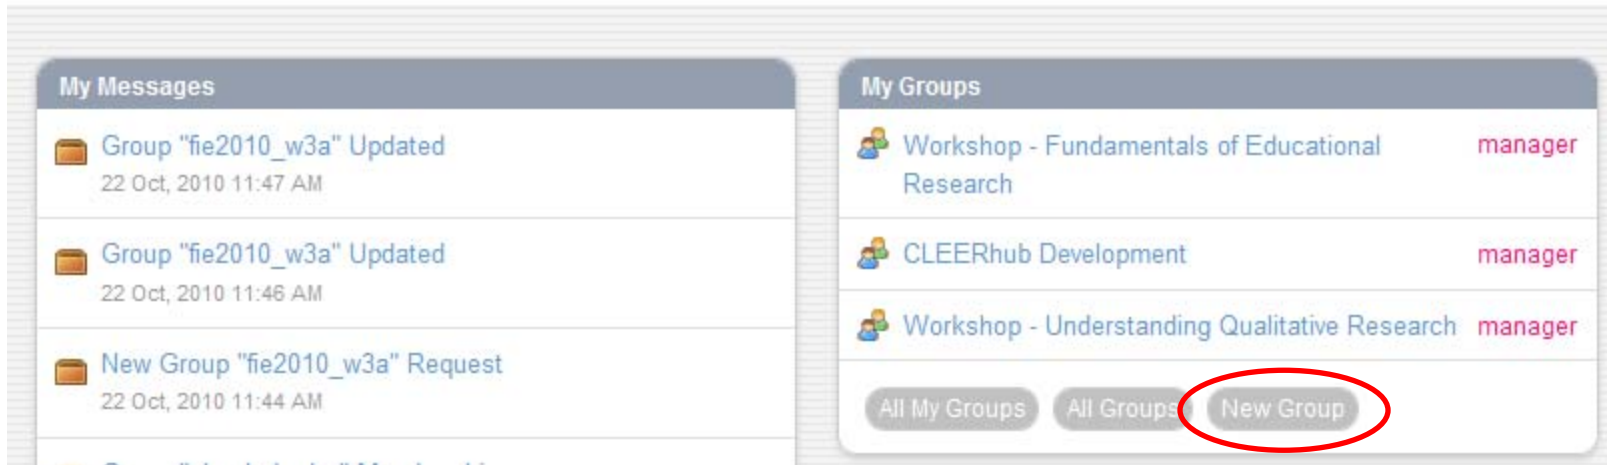 My Messages
Group "fie2010_w3a" Updated
22 Oct, 2010 11:47 AM
Group "fie2010_w3a" Updated
22 Oct, 2010 11:46 AM
New Group "fie2010_w3a" Request
22 Oct, 2010 11:44 AM
My Groups
Workshop - Fundamentals of Educational manager
Research
CLEERhub Development manager
Workshop - Understanding Qualitative Research manager
All My Groups All Groups New Group